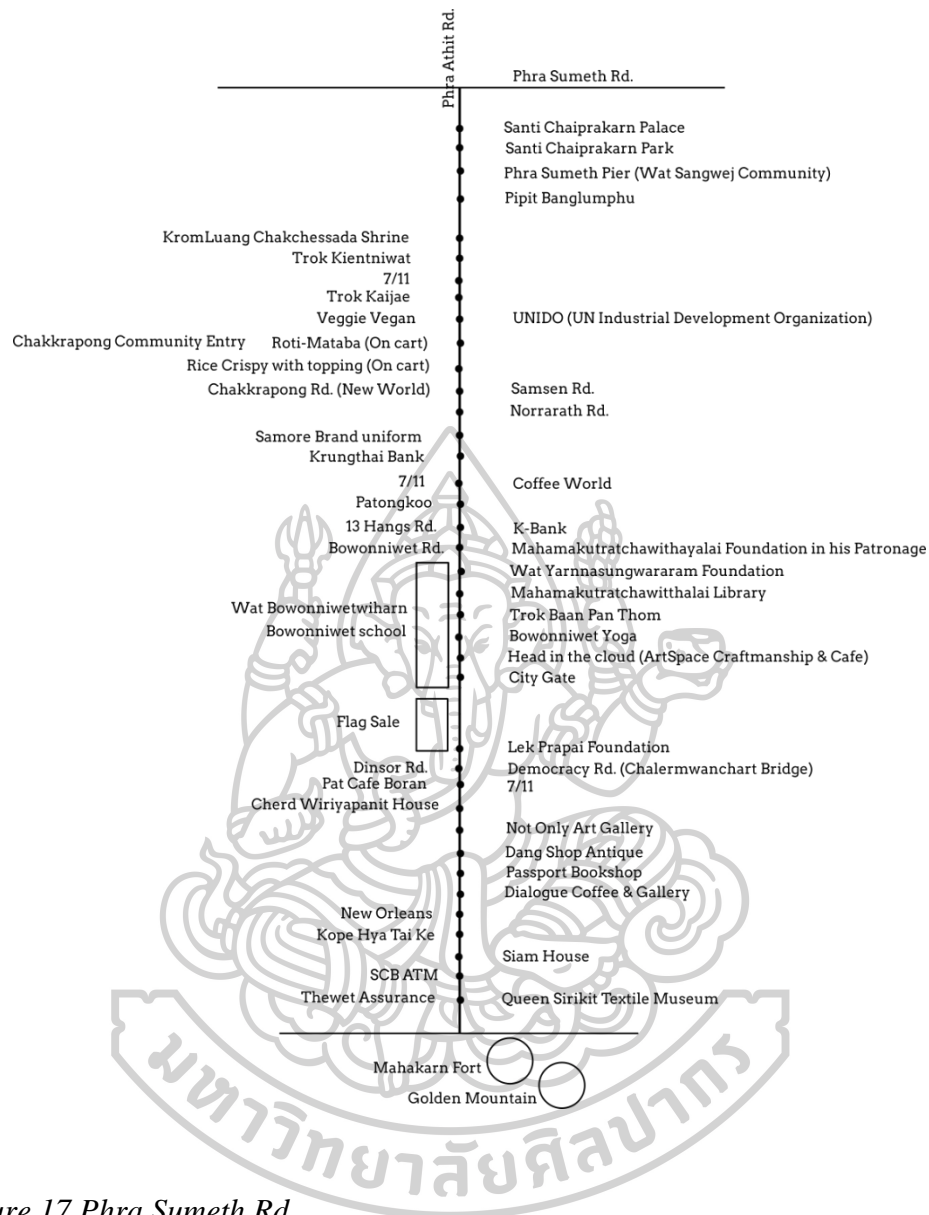 Phra Athit Rd.
Phra Sumeth Rd.
Santi Chaiprakarn Palace
Santi Chaiprakarn Park
Phra Sumeth Pier (Wat Sangwej Community)
Pipit Banglumphu
KromLuang Chakchessada Shrine
Trok Kientniwat
7/11
Trok Kaijae
Veggie Vegan
UNIDO (UN Industrial Development Organization)
Chakkrapong Community Entry
Roti-Mataba (On cart)
Rice Crispy with topping (On cart)
Chakkrapong Rd. (New World)
Samsen Rd.
Norrarath Rd.
Samore Brand uniform
Krungthai Bank
7/11
Coffee World
Patongkoo
13 Hangs Rd.
K-Bank
Bowonniwet Rd.
Mahamakutratchawithayalai Foundation in his Patronage
Wat Yarnnasungwararam Foundation
Mahamakutratchawitthalai Library
Wat Bowonniwetwiharn
Trok Baan Pan Thom
Bowonniwet school
Bowonniwet Yoga
Head in the cloud (ArtSpace Craftmanship & Cafe)
City Gate
Flag Sale
Lek Prapai Foundation
Dinsor Rd.
Democracy Rd. (Chalermwanchart Bridge)
Pat Cafe Boran
7/11
Cherd Wiriyapanit House
Not Only Art Gallery
Dang Shop Antique
Passport Bookshop
Dialogue Coffee & Gallery
New Orleans
Kope Hya Tai Ke
Siam House
SCB ATM
Thewet Assurance
Queen Sirikit Textile Museum
Mahakarn Fort
Golden Mountain
มหาวิทยาลัยศิลปากร
17 Phra Sumeth Rd